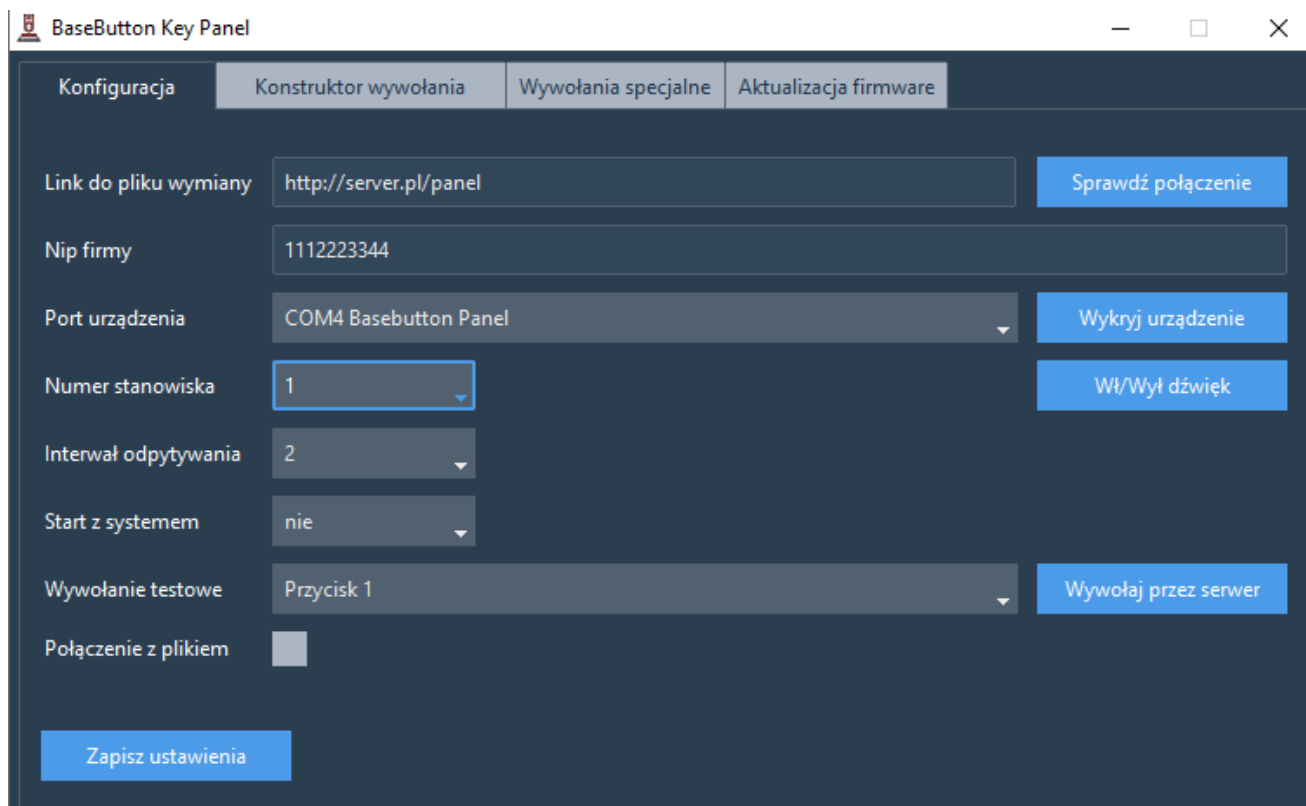 BaseButton Key Panel
Konfiguracja Konstruktor wywołania Wywołania specjalne Aktualizacja firmware
Link do pliku wymiany http://server.pl/panel Sprawdź połączenie
Nip firmy 1112223344
Port urządzenia COM4 Basebutton Panel Wykryj urządzenie
Numer stanowiska 1 Wł/Wył dźwięk
Interwał odpytywania 2
Start z systemem nie
Wywołanie testowe Przycisk 1 Wywołaj przez serwer
Połączenie z plikiem
Zapisz ustawienia